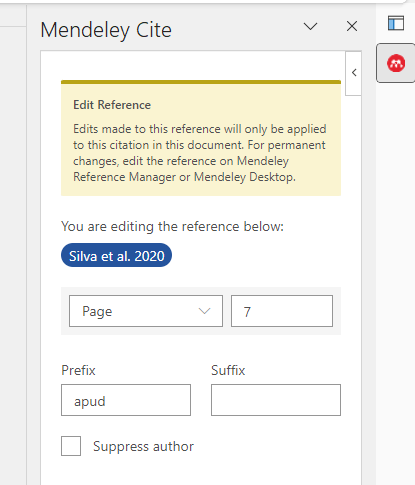 Mendeley Cite
Edit Reference
Edits made to this reference will only be applied
to this citation in this document. For permanent
changes, edit the reference on Mendeley
Reference Manager or Mendeley Desktop.
You are editing the reference below:
Silva et al. 2020
Page 7
Prefix Suffix
apud
Suppress author